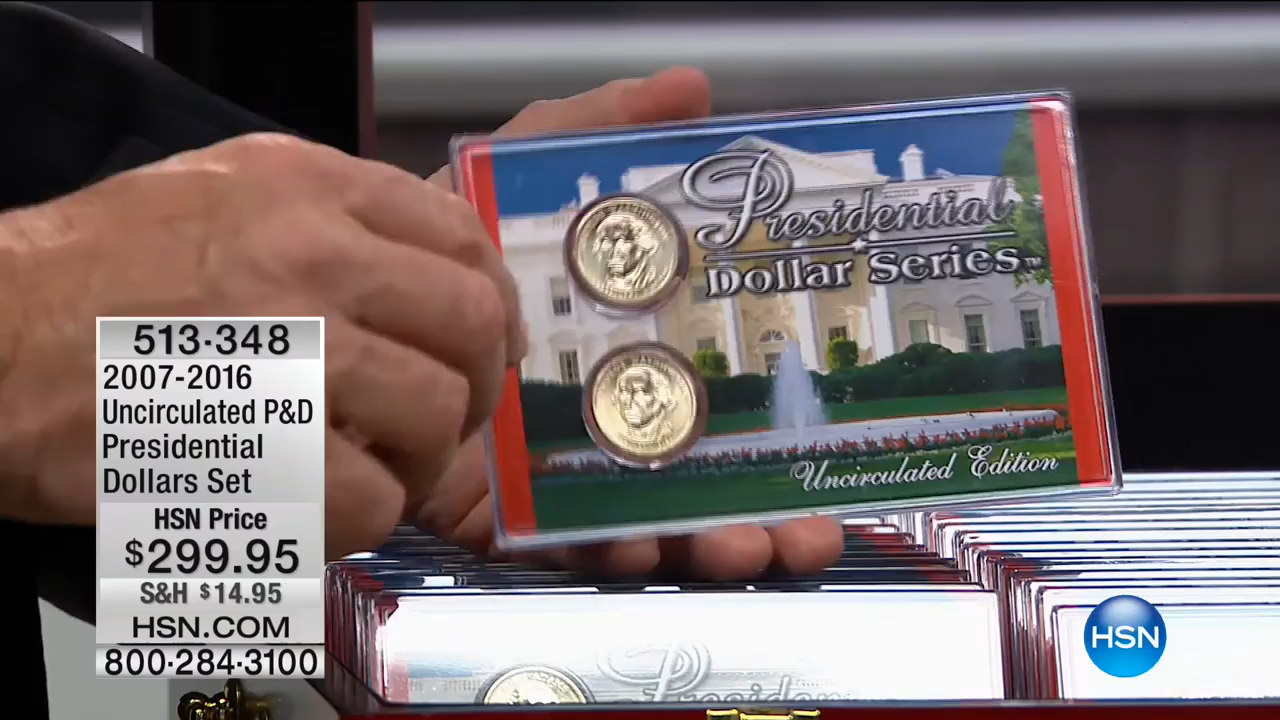 Presidential
Dollar Series™
Uncirculated Edition
513-348
2007-2016
Uncirculated P&D
Presidential
Dollars Set
HSN Price
$299.95
S&H $14.95
HSN.COM
800-284-3100
HSN